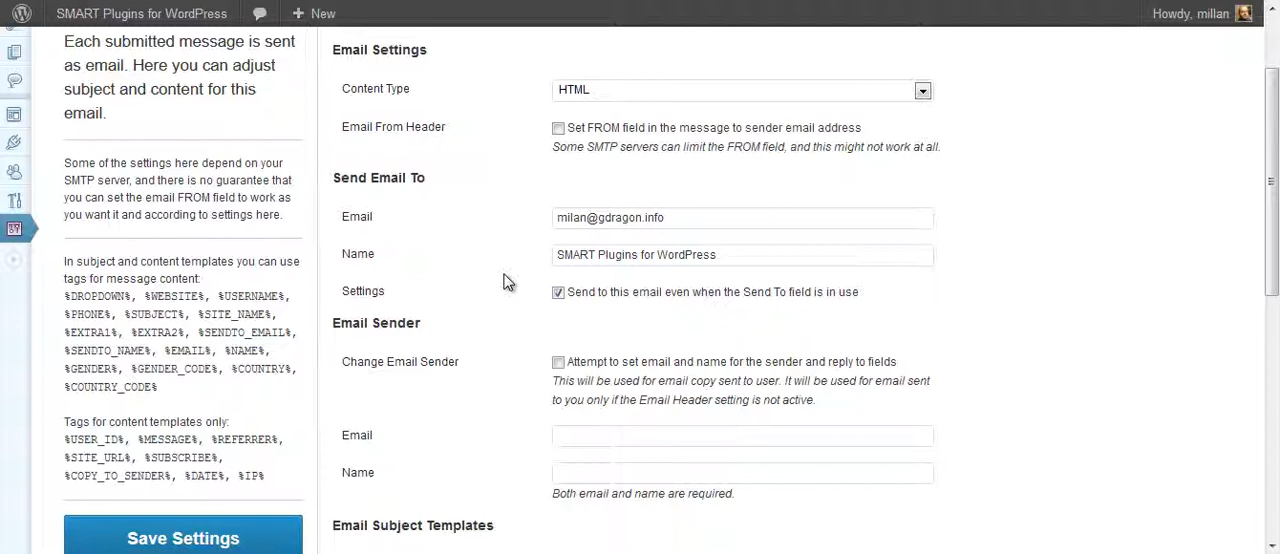 SMART Plugins for WordPress
New
Howdy, millan
Each submitted message is sent
as email. Here you can adjust
subject and content for this
email.
Some of the settings here depend on your
SMTP server, and there is no guarantee that
you can set the email FROM field to work as
you want it and according to settings here.
In subject and content templates you can use
tags for message content:
%DROPDOWN%, %WEBSITE%, %USERNAME%,
%PHONE%, %SUBJECT%, %SITE_NAME%,
%EXTRA1%, %EXTRA2%, %SENDTO_EMAIL%,
%SENDTO_NAME%, %EMAIL%, %NAME%,
%GENDER%, %GENDER_CODE%, %COUNTRY%,
%COUNTRY_CODE%
Tags for content templates only:
%USER_ID%, %MESSAGE%, %REFERRER%,
%SITE_URL%, %SUBSCRIBE%,
%COPY_TO_SENDER%, %DATE%, %IP%
Save Settings
Email Settings
Content Type
HTML
Email From Header
Set FROM field in the message to sender email address
Some SMTP servers can limit the FROM field, and this might not work at all.
Send Email To
Email
milan@gdragon.info
Name
SMART Plugins for WordPress
Settings
Send to this email even when the Send To field is in use
Email Sender
Change Email Sender
Attempt to set email and name for the sender and reply to fields
This will be used for email copy sent to user. It will be used for email sent
to you only if the Email Header setting is not active.
Email
Name
Both email and name are required.
Email Subject Templates